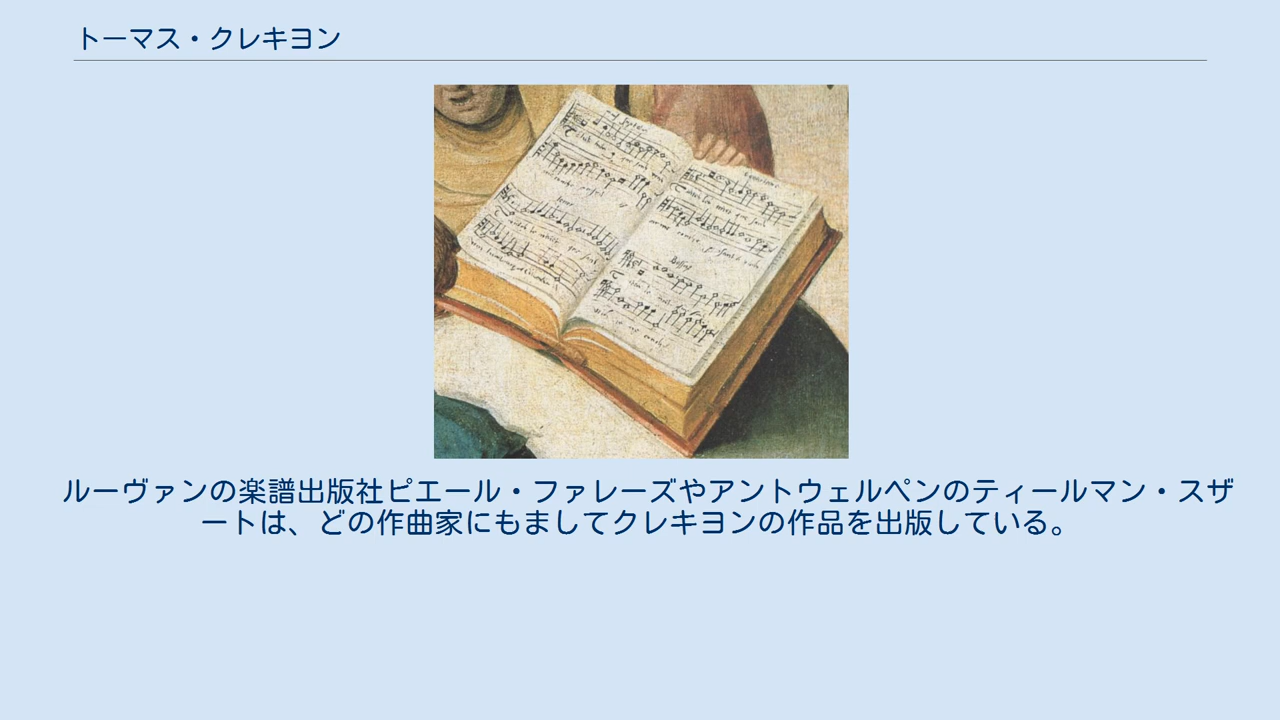 トーマス・クレキヨン
ルーヴァンの楽譜出版社ピエール・ファレーズやアントウェルペンのティールマン・スザ
ートは、どの作曲家にもましてクレキヨンの作品を出版している。